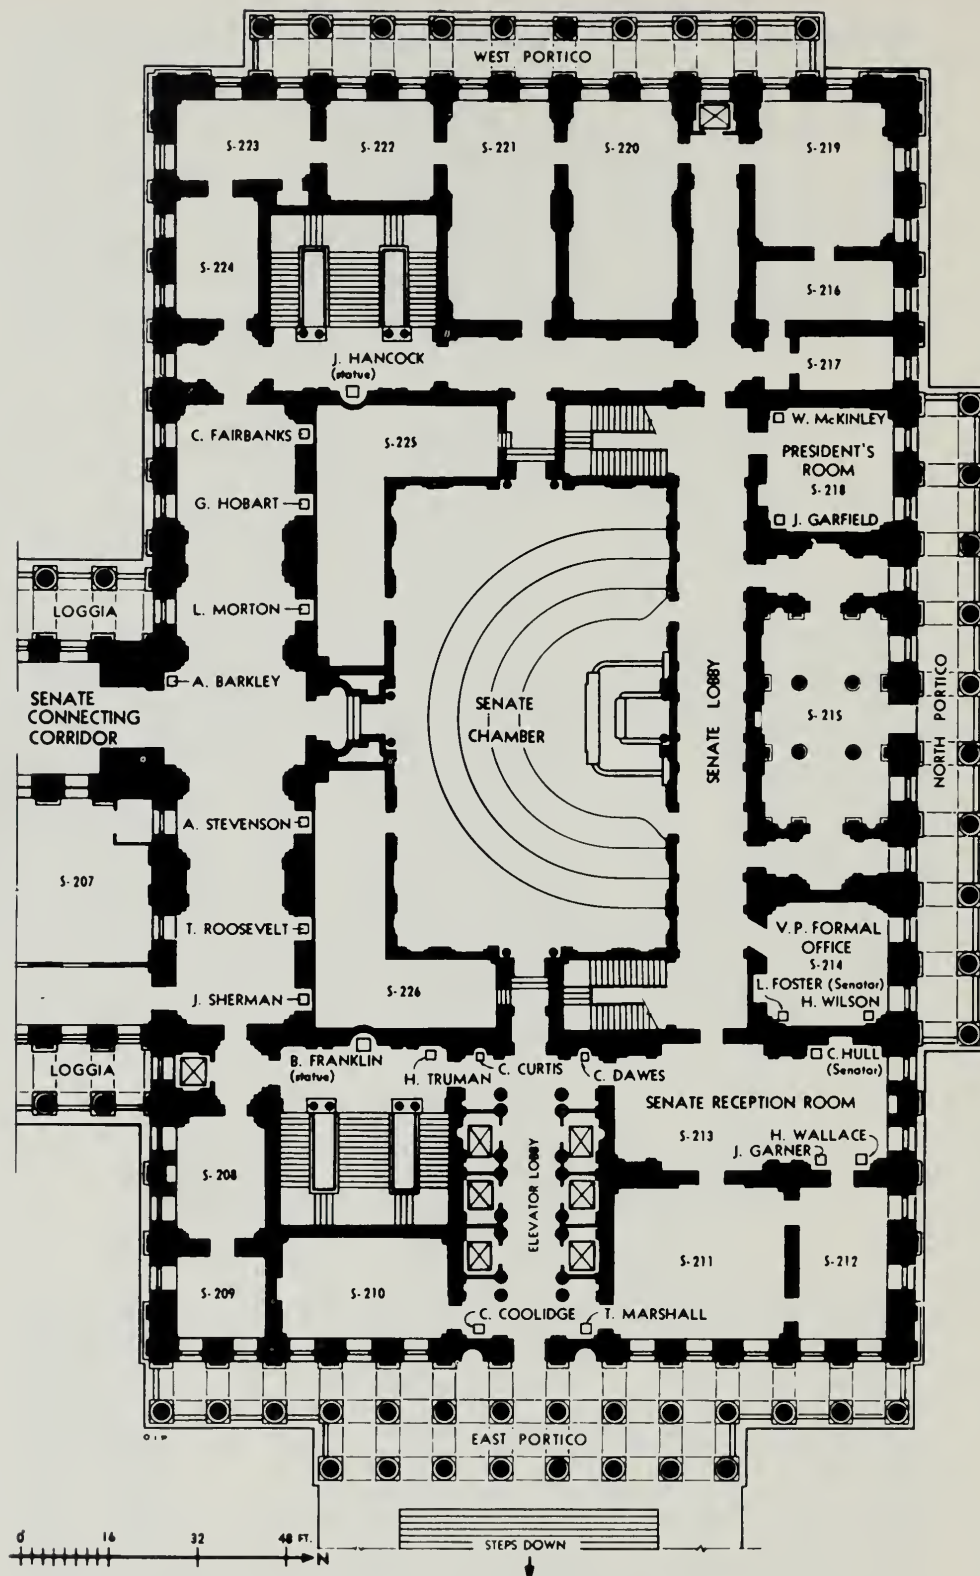 WEST PORTICO
S-223
S-222
S-221
S-220
S-219
S-224
S-216
S-217
J. HANCOCK
(statue)
C. FAIRBANKS
S-225
W. McKINLEY
PRESIDENT'S
ROOM
S-218
J. GARFIELD
G. HOBART
LOGGIA
L. MORTON
A. BARKLEY
SENATE
CONNECTING
CORRIDOR
SENATE
CHAMBER
SENATE LOBBY
S-215
NORTH PORTICO
A. STEVENSON
S-207
T. ROOSEVELT
V.P. FORMAL
OFFICE
S-214
L. FOSTER (Senator)
H. WILSON
J. SHERMAN
S-226
LOGGIA
B. FRANKLIN
(statue)
H. TRUMAN
C. CURTIS
C. DAWES
C. HULL
(Senator)
SENATE RECEPTION ROOM
S-213
H. WALLACE
J. GARNER
S-208
ELEVATOR LOBBY
S-209
S-210
S-211
S-212
C. COOLIDGE
T. MARSHALL
EAST PORTICO
0 16 32 48 FT.
N
STEPS DOWN